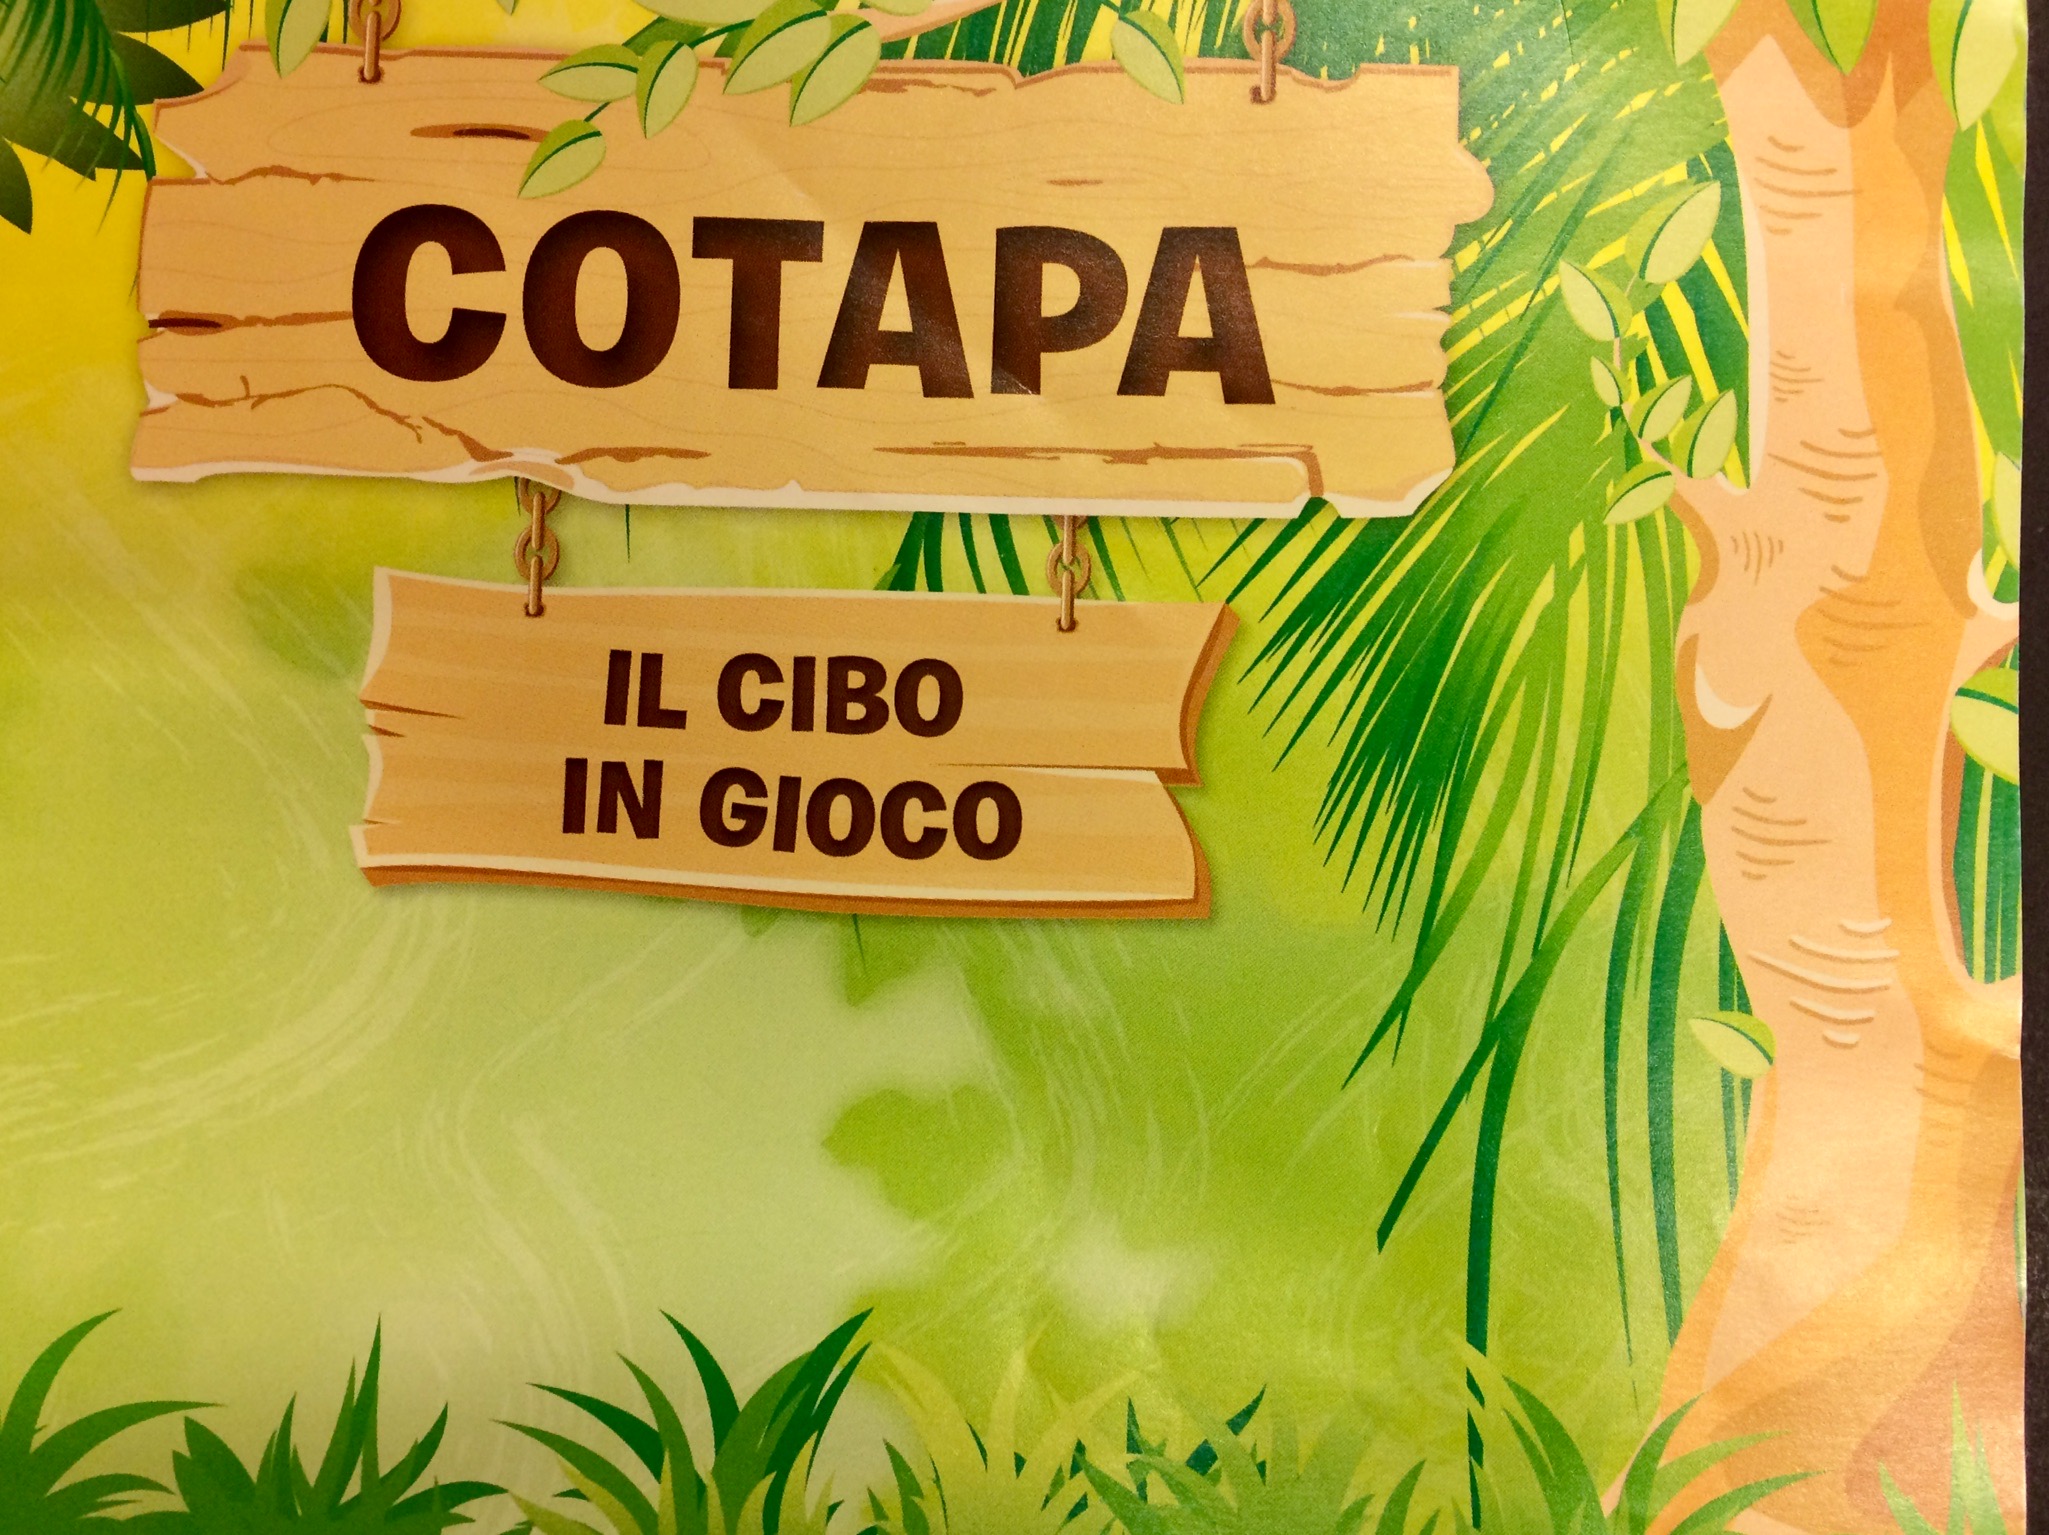 COTAPA
IL CIBO
IN GIOCO